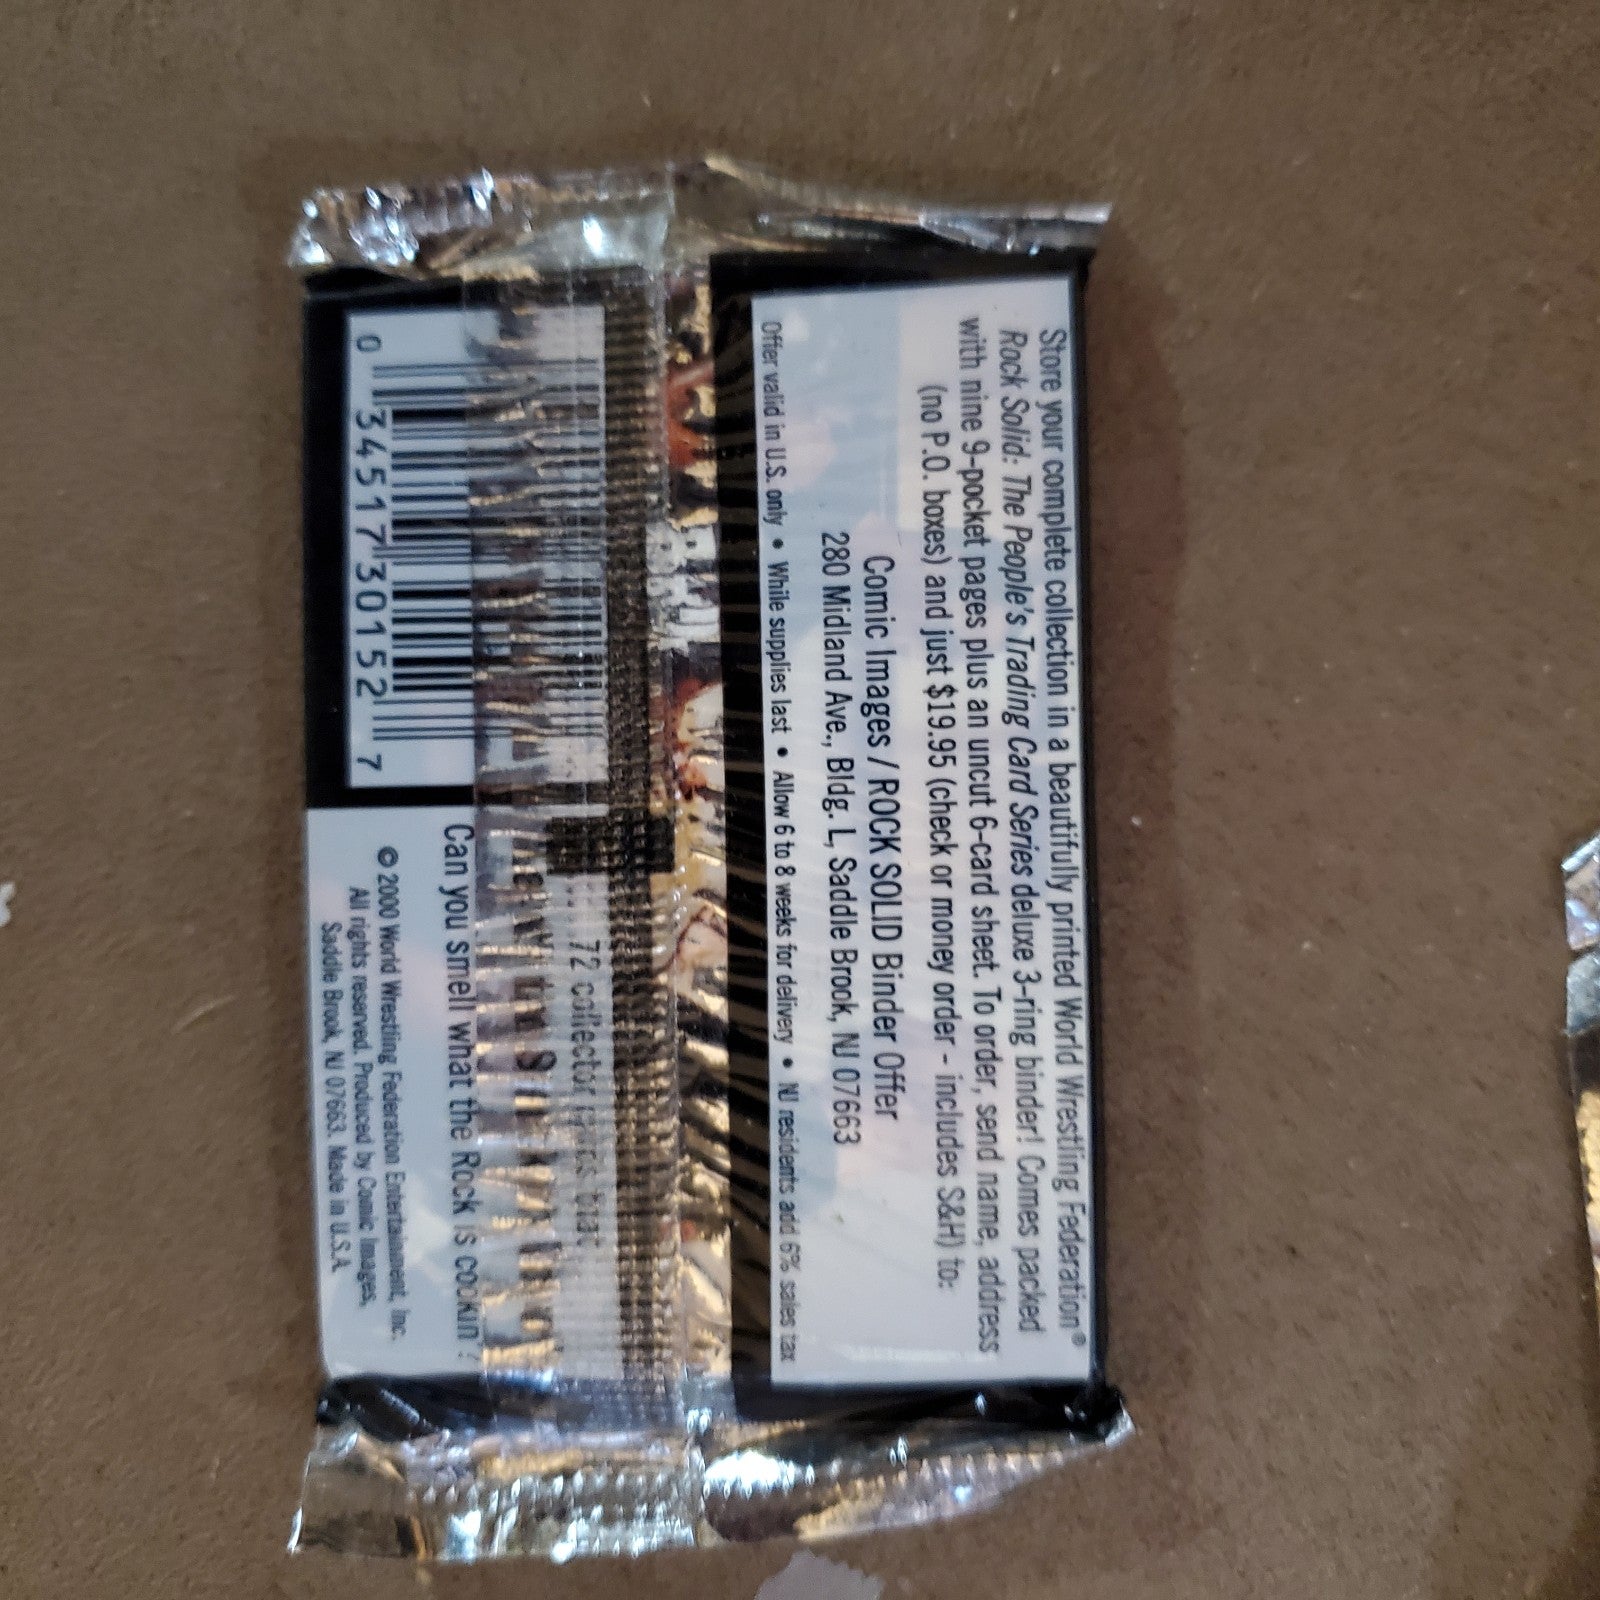 Store your complete collection in a beautifully printed World Wrestling Federation®
Rock Solid: The People's Trading Card Series deluxe 3-ring binder! Comes packed
with nine 9-pocket pages plus an uncut 6-card sheet. To order, send name, address
(no P.O. boxes) and just $19.95 (check or money order - includes S&H) to:
Comic Images / ROCK SOLID Binder Offer
280 Midland Ave., Bldg. L, Saddle Brook, NJ 07663
Offer valid in U.S. only • While supplies last • Allow 6 to 8 weeks for delivery • NJ residents add 6% sales tax
72 collector
Can you smell what the Rock is cookin'?
© 2000 World Wrestling Federation Entertainment, Inc.
All rights reserved. Produced by Comic Images,
Saddle Brook, NJ 07663. Made in U.S.A.
0 34517 30152 7